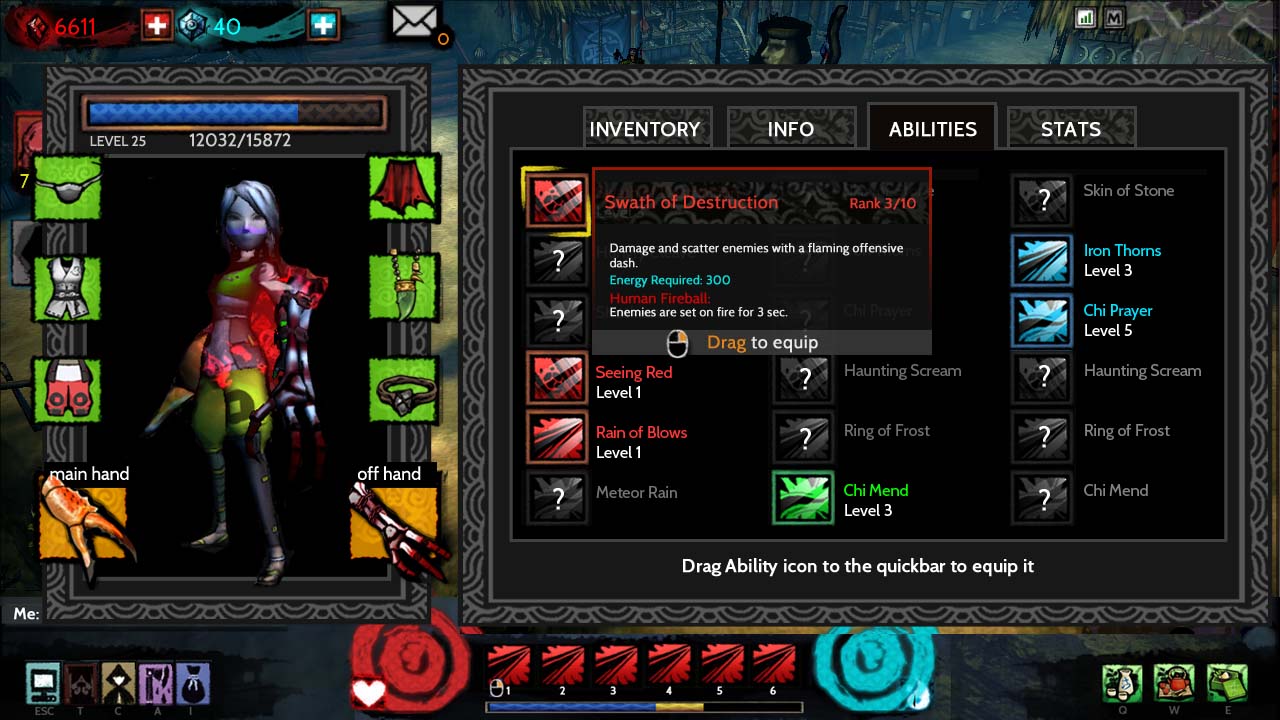 6611
40
0
M
LEVEL 25
12032/15872
7
main hand
off hand
Me:
INVENTORY
INFO
ABILITIES
STATS
Swath of Destruction
Rank 3/10
Damage and scatter enemies with a flaming offensive
dash.
Energy Required: 300
Human Fireball:
Enemies are set on fire for 3 sec.
Drag to equip
?
?
Seeing Red
Level 1
Rain of Blows
Level 1
?
Meteor Rain
Chi Prayer
?
Haunting Scream
?
Ring of Frost
Chi Mend
Level 3
?
Skin of Stone
Iron Thorns
Level 3
Chi Prayer
Level 5
?
Haunting Scream
?
Ring of Frost
?
Chi Mend
Drag Ability icon to the quickbar to equip it
ESC
T
C
A
I
1
2
3
4
5
6
Q
W
E